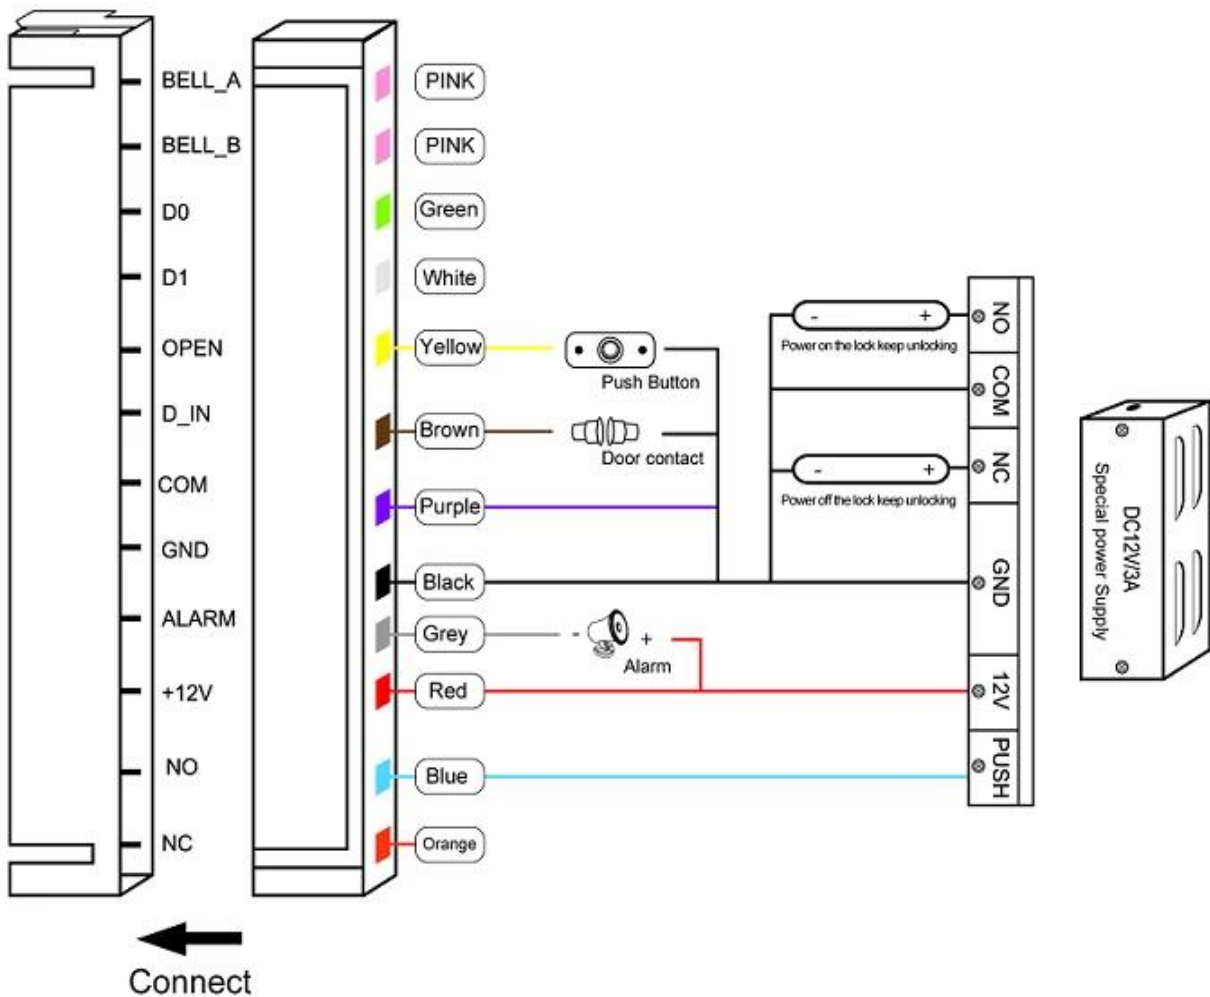 BELL_A
BELL_B
D0
D1
OPEN
D_IN
COM
GND
ALARM
+12V
NO
NC
PINK
PINK
Green
White
Yellow
Brown
Purple
Black
Grey
Red
Blue
Orange
Push Button
Door contact
- +
Alarm
- +
Power on the lock keep unlocking
- +
Power off the lock keep unlocking
NO
COM
NC
GND
12V
PUSH
DC12V/3A
Special power Supply
Connect